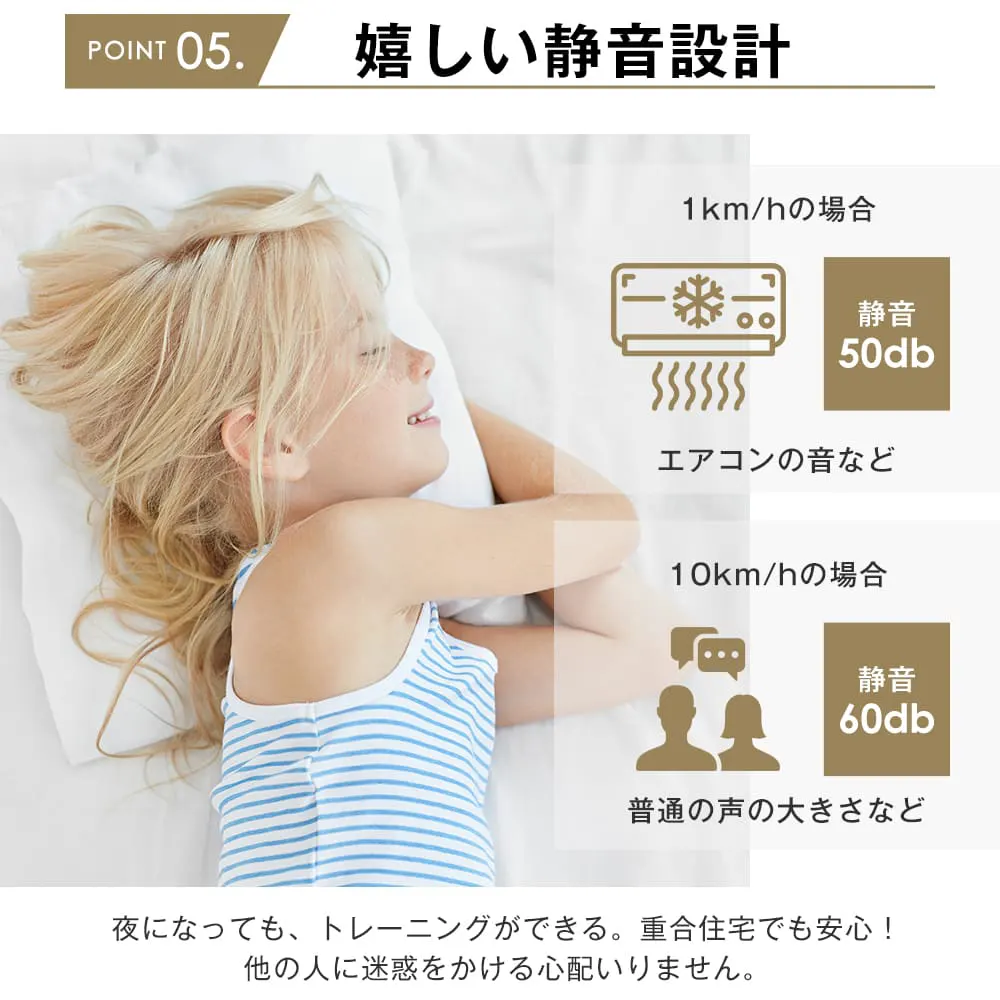 POINT 05.
嬉しい静音設計
1km/hの場合
静音
50db
エアコンの音など
10km/hの場合
静音
60db
普通の声の大きさなど
夜になっても、トレーニングができる。重合住宅でも安心！
他の人に迷惑をかける心配いりません。